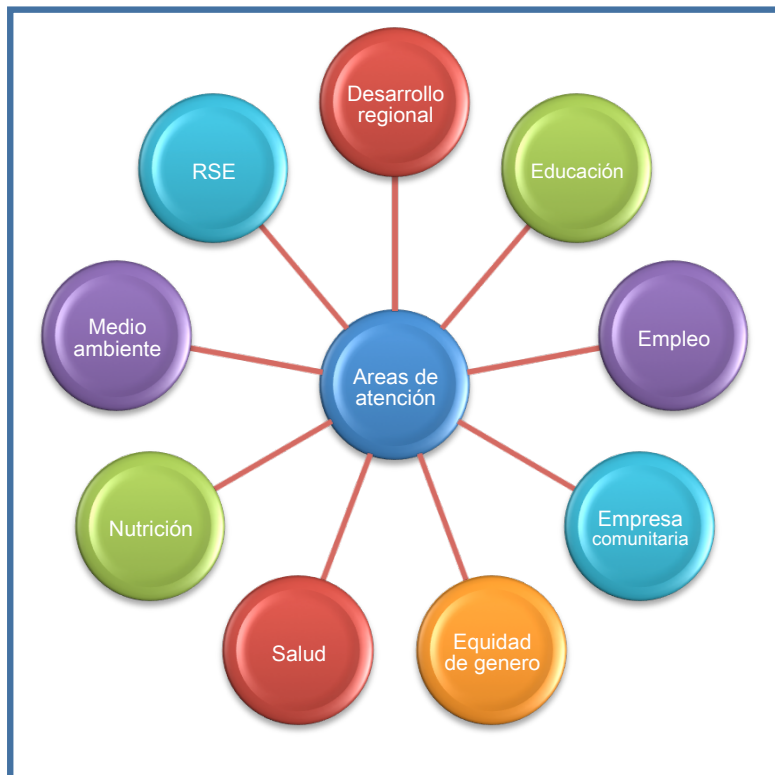 Desarrollo
regional
Educación
Empleo
Empresa
comunitaria
Equidad
de genero
Salud
Nutrición
Medio
ambiente
RSE
Areas de
atención